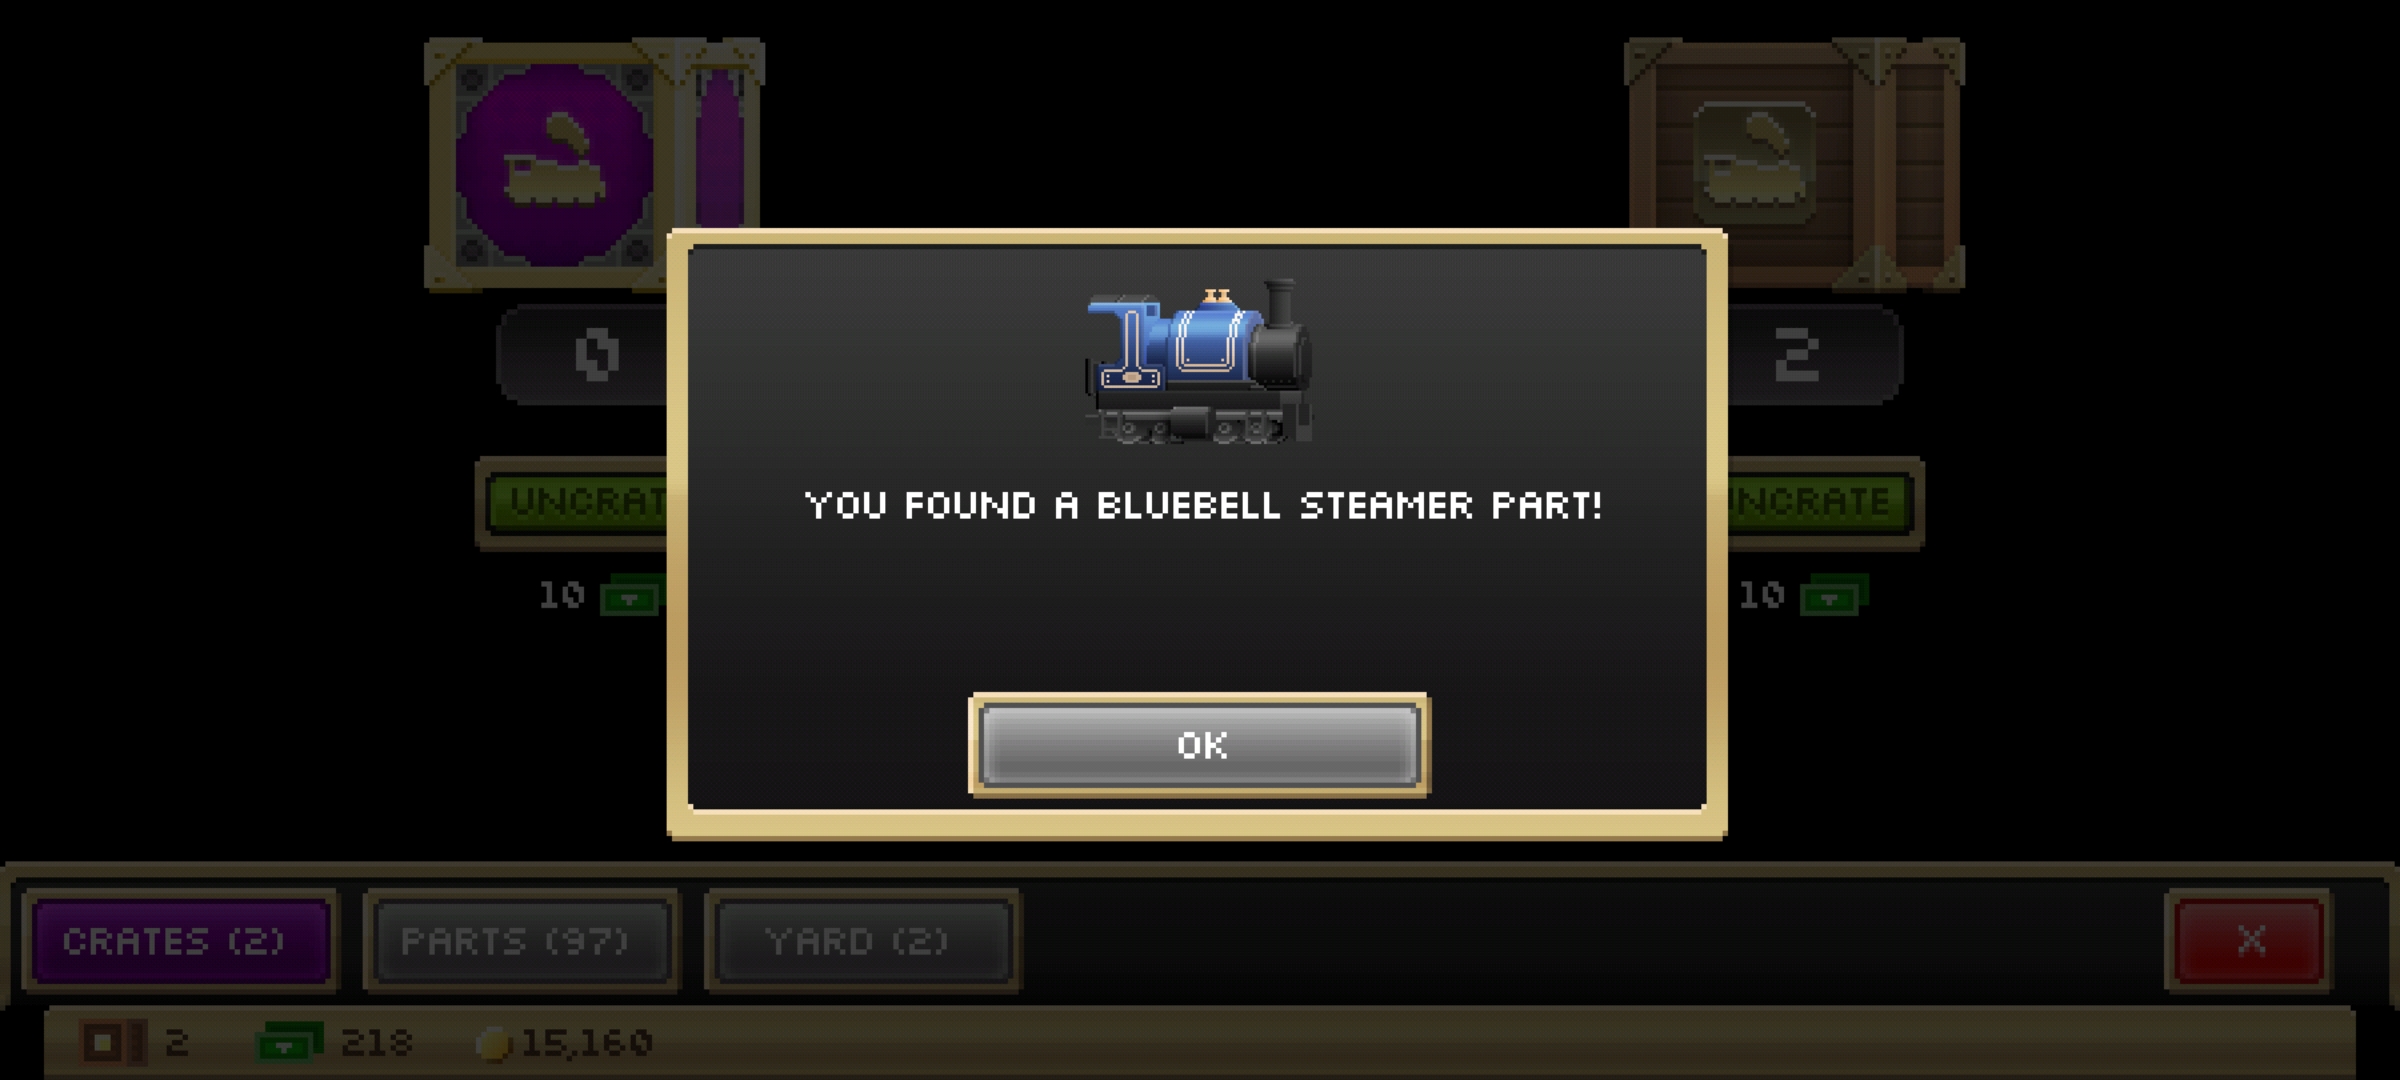 0
2
UNCRAT
NCRATE
10
10
YOU FOUND A BLUEBELL STEAMER PART!
OK
CRATES (2)
PARTS (97)
YARD (2)
X
2
218
15,160